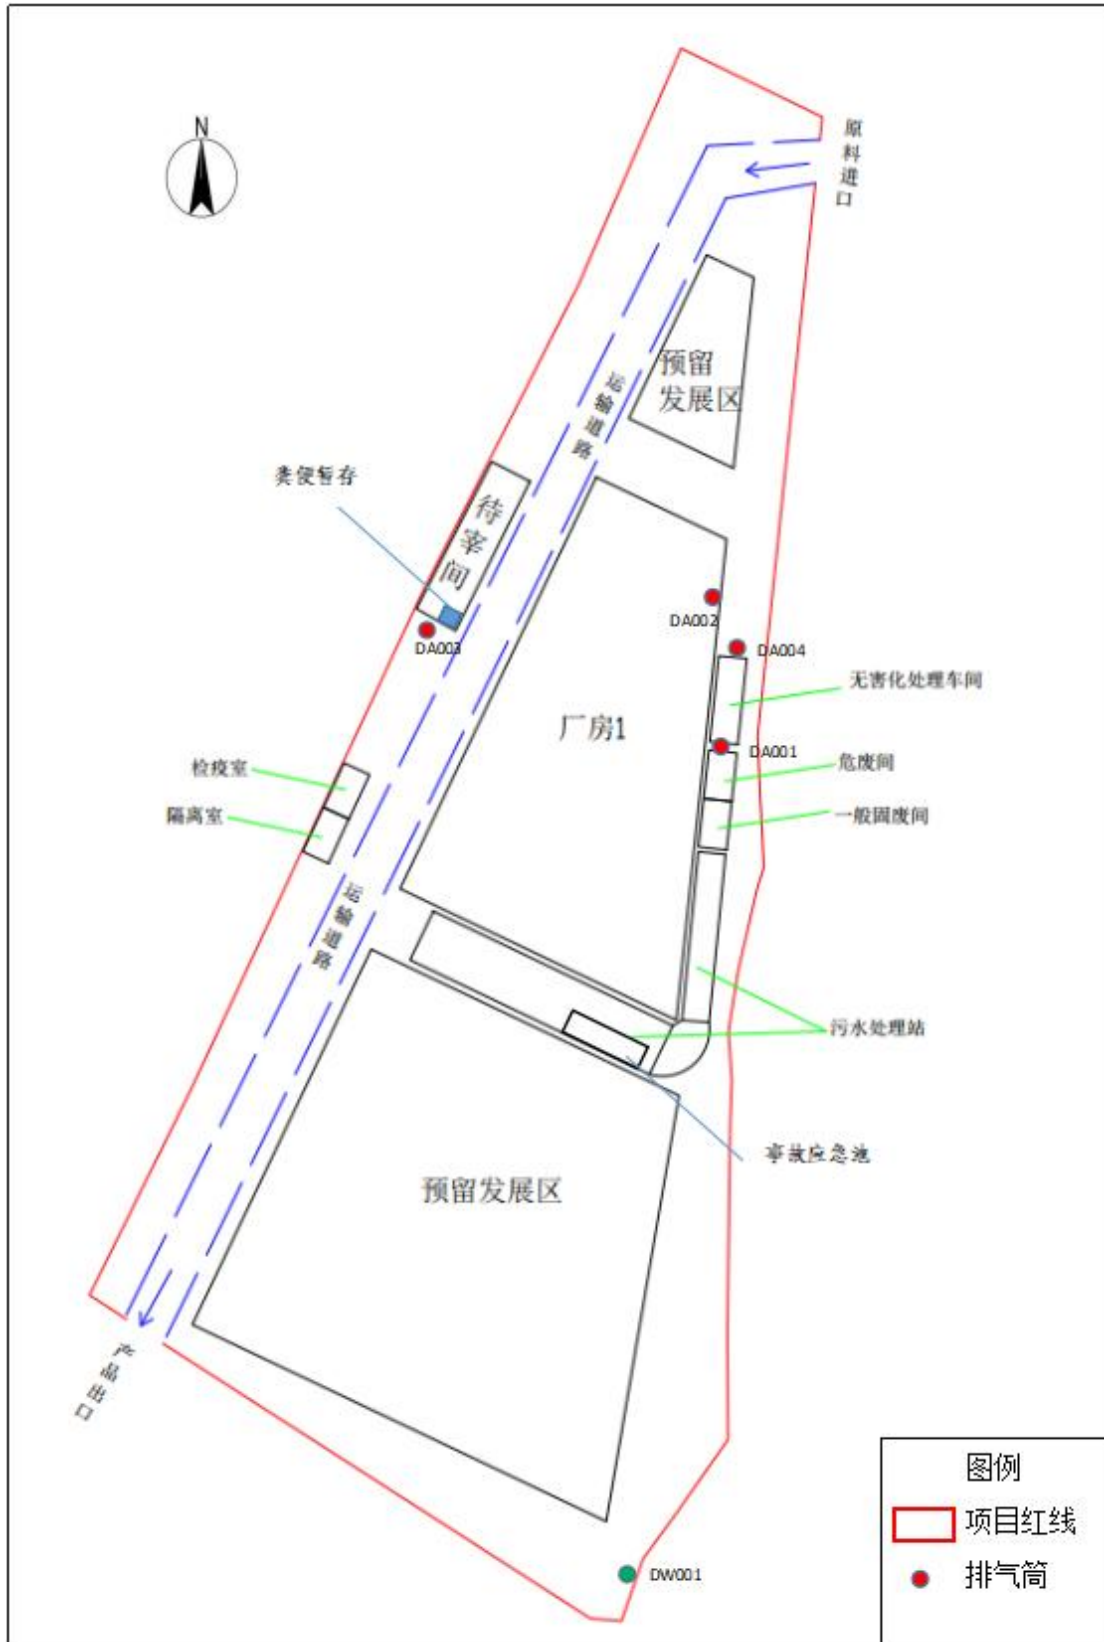 N
原料进口
预留
发展区
运输道路
粪便暂存
待宰间
DA002
DA003
DA004
无害化处理车间
厂房1
DA001
危废间
检疫室
一般固废间
隔离室
运输道路
污水处理站
事故应急池
预留发展区
产品出口
图例
项目红线
排气筒
DW001